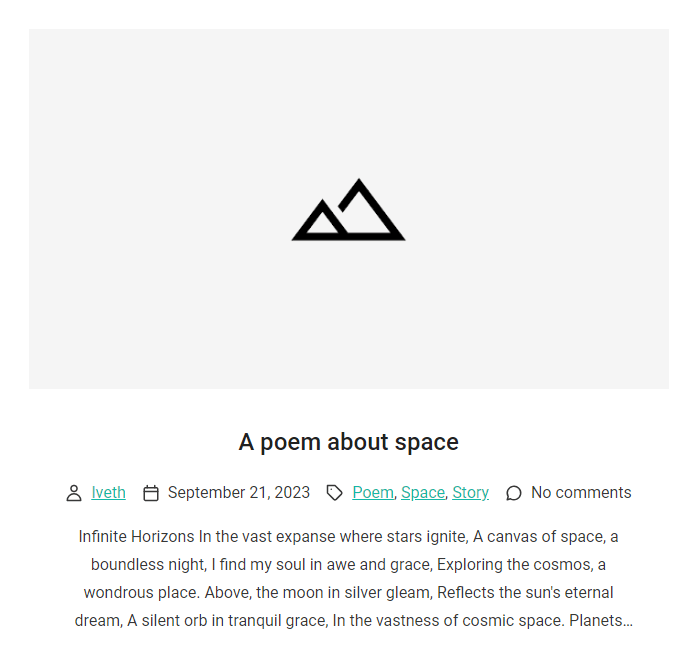 A poem about space
Iveth September 21, 2023 Poem, Space, Story No comments
Infinite Horizons In the vast expanse where stars ignite, A canvas of space, a
boundless night, I find my soul in awe and grace, Exploring the cosmos, a
wondrous place. Above, the moon in silver gleam, Reflects the sun's eternal
dream, A silent orb in tranquil grace, In the vastness of cosmic space. Planets…